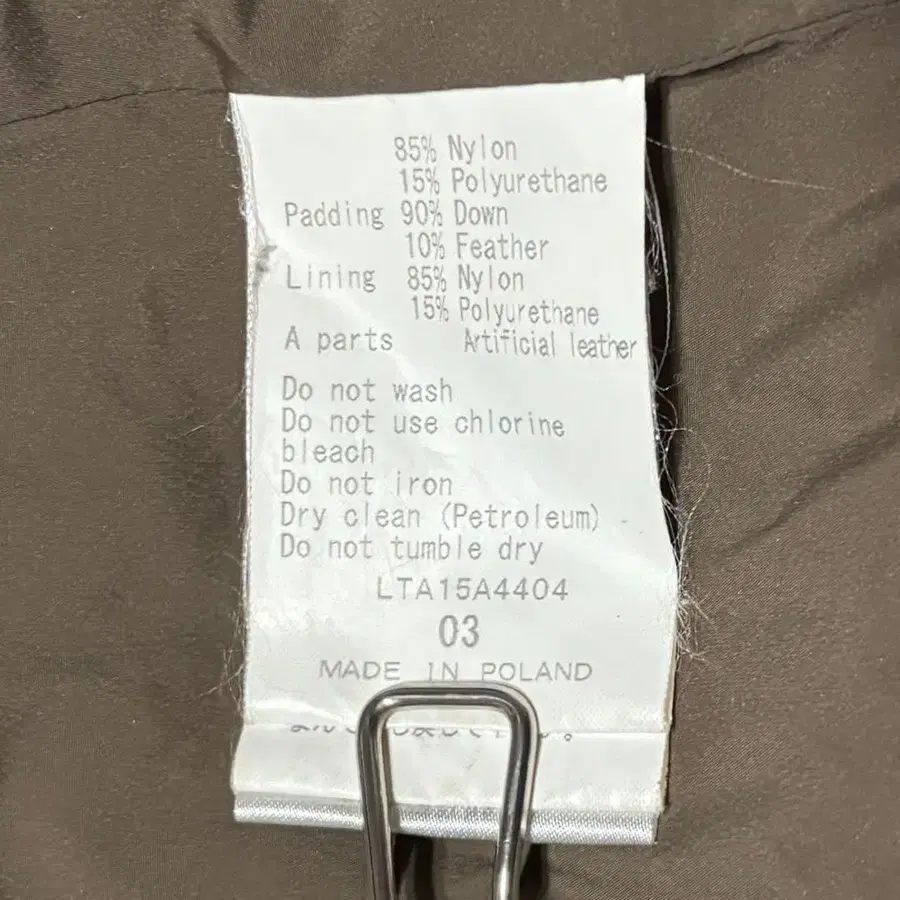 85% Nylon
15% Polyurethane
Padding 90% Down
10% Feather
Lining 85% Nylon
15% Polyurethane
A parts Artificial leather
Do not wash
Do not use chlorine
bleach
Do not iron
Dry clean (Petroleum)
Do not tumble dry
LTA15A4404
03
MADE IN POLAND